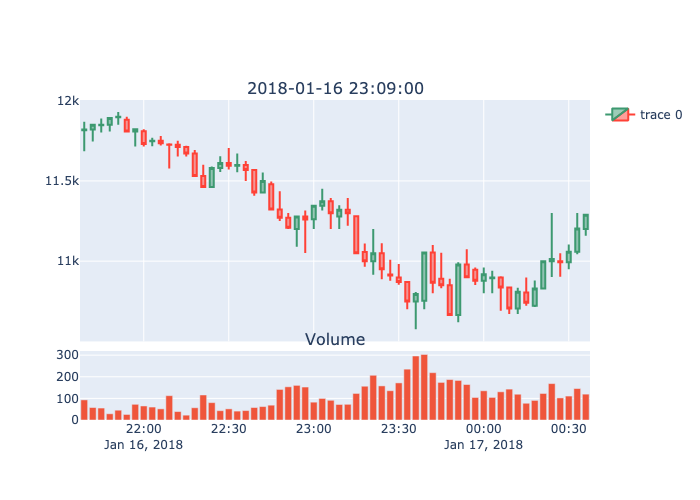 2018-01-16 23:09:00
12k
11.5k
11k
trace 0
Volume
300
200
100
0
22:00 22:30 23:00 23:30 00:00 00:30
Jan 16, 2018 Jan 17, 2018